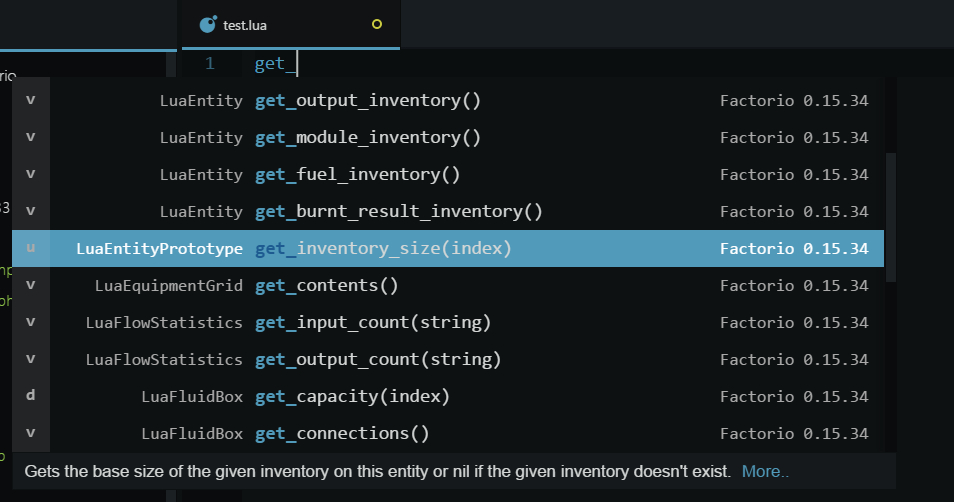 test.lua
1 get_
rio
v LuaEntity get_output_inventory() Factorio 0.15.34
v LuaEntity get_module_inventory() Factorio 0.15.34
v LuaEntity get_fuel_inventory() Factorio 0.15.34
33
v LuaEntity get_burnt_result_inventory() Factorio 0.15.34
u LuaEntityPrototype get_inventory_size(index) Factorio 0.15.34
v LuaEquipmentGrid get_contents() Factorio 0.15.34
v LuaFlowStatistics get_input_count(string) Factorio 0.15.34
v LuaFlowStatistics get_output_count(string) Factorio 0.15.34
d LuaFluidBox get_capacity(index) Factorio 0.15.34
v LuaFluidBox get_connections() Factorio 0.15.34
Gets the base size of the given inventory on this entity or nil if the given inventory doesn't exist. More..